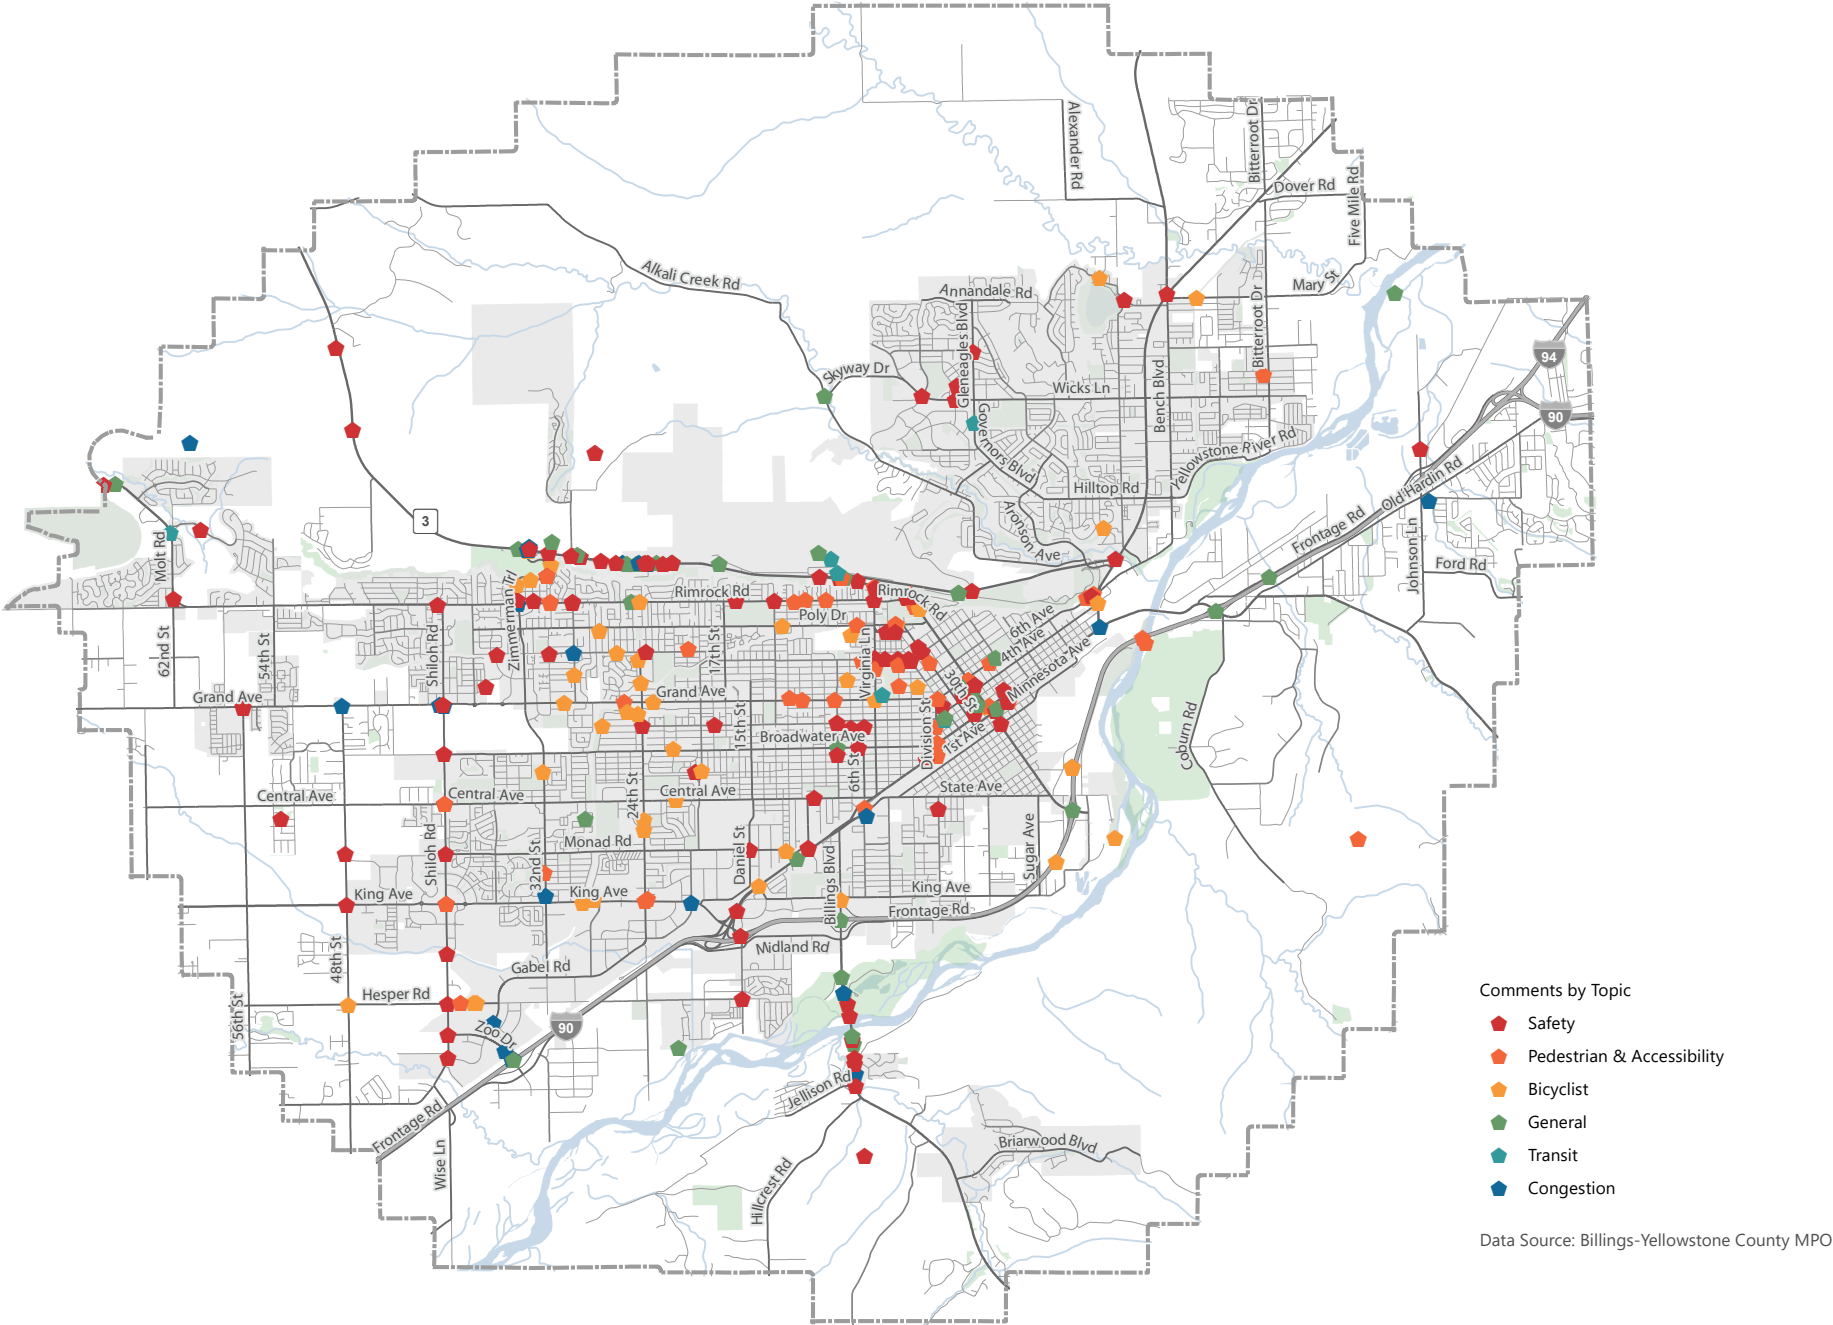 Alexander Rd
Bitterroot Dr
Dover Rd
Five Mile Rd
Alkali Creek Rd
Annandale Rd
Mary St
Gleneagles Blvd
Bitterroot Dr
94
Skyway Dr
Wicks Ln
Bench Blvd
90
Governors Blvd
Yellowstone River Rd
Hilltop Rd
Old Hardin Rd
3
Aronson Ave
Frontage Rd
Molt Rd
Johnson Ln
Ford Rd
Zimmerman Trl
Rimrock Rd
Rimrock Rd
Poly Dr
6th Ave
4th Ave
Minnesota Ave
62nd St
54th St
Shiloh Rd
17th St
Virginia Ln
Grand Ave
Grand Ave
30th St
15th St
Broadwater Ave
Division St
1st Ave
Coburn Rd
6th St
Central Ave
Central Ave
24th St
Central Ave
State Ave
Monad Rd
Shiloh Rd
Daniel St
Sugar Ave
32nd St
Billings Blvd
King Ave
King Ave
King Ave
Frontage Rd
48th St
Midland Rd
Gabel Rd
Hesper Rd
56th St
Zoo Dr
90
Jellison Rd
Frontage Rd
Wise Ln
Hillcrest Rd
Briarwood Blvd
Comments by Topic
Safety
Pedestrian & Accessibility
Bicyclist
General
Transit
Congestion
Data Source: Billings-Yellowstone County MPO